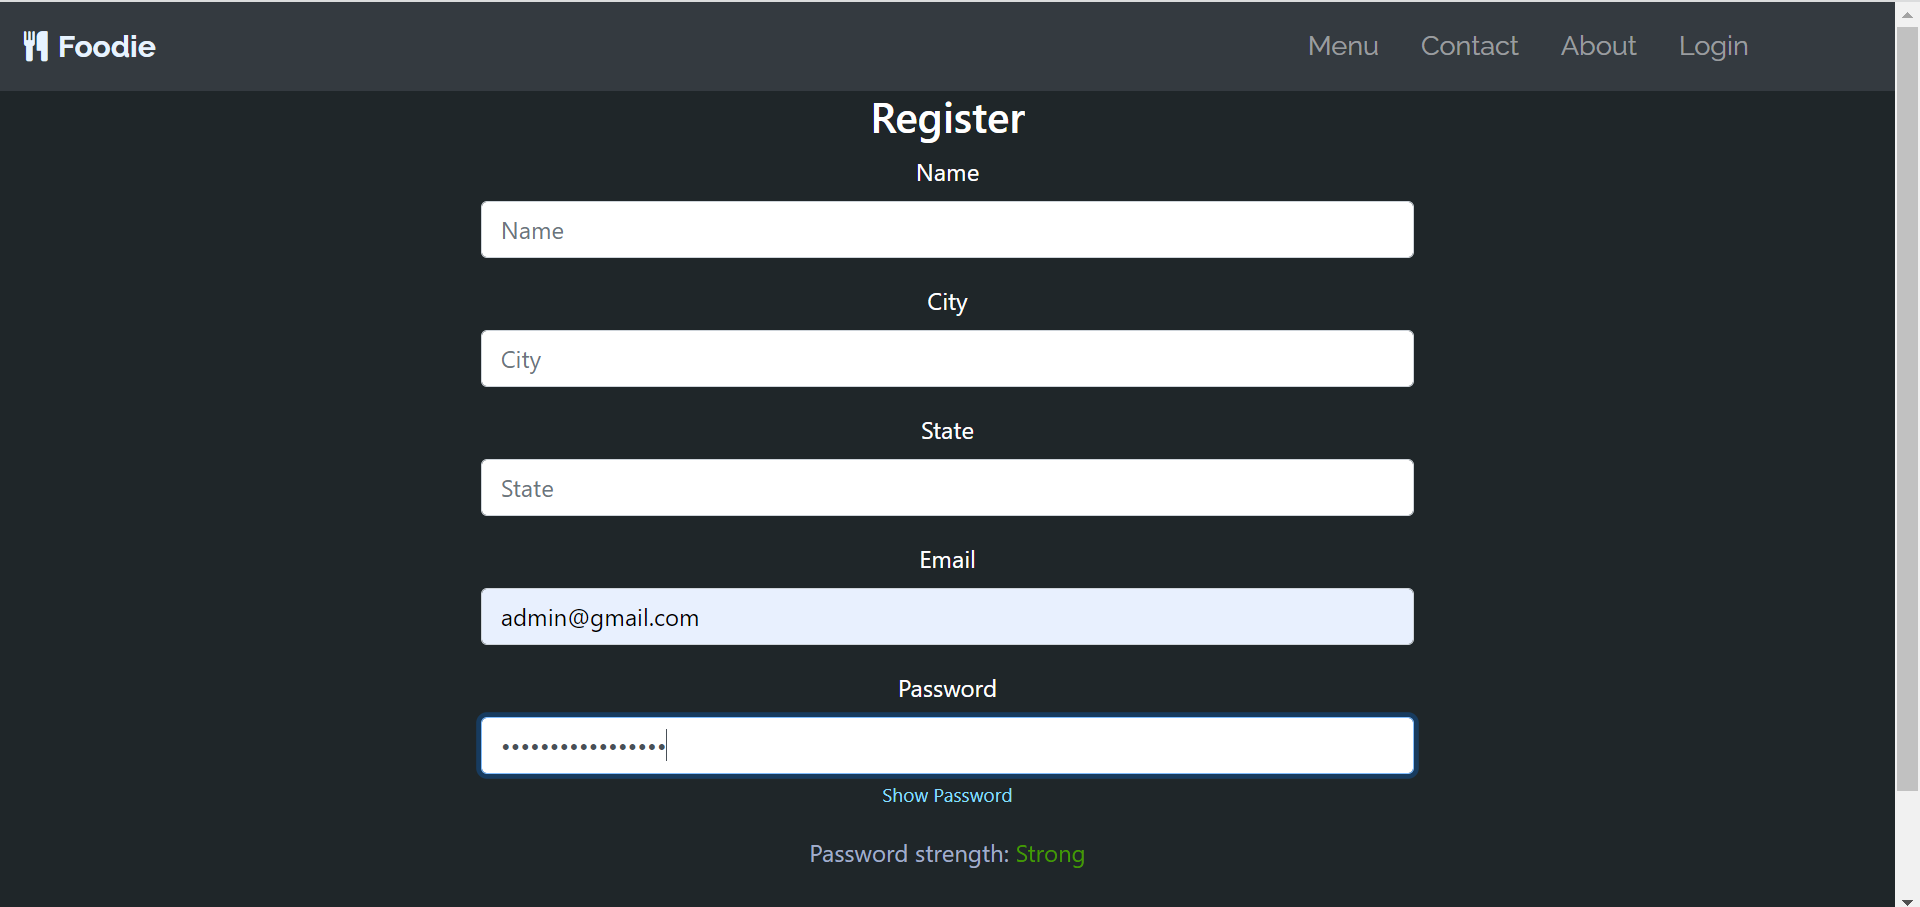 Foodie
Menu Contact About Login
Register
Name
Name
City
City
State
State
Email
admin@gmail.com
Password
•••••••••••••••••
Show Password
Password strength: Strong